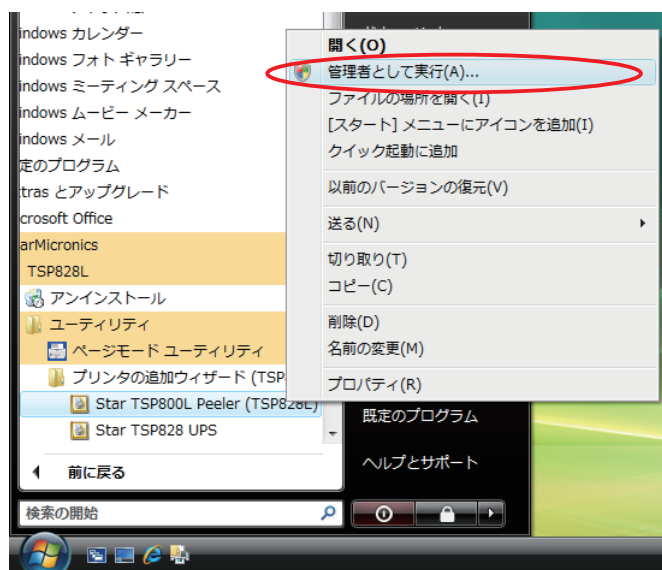 indows カレンダー
indows フォト ギャラリー
indows ミーティング スペース
indows ムービー メーカー
indows メール
定のプログラム
tras とアップグレード
crosoft Office
arMicronics
TSP828L
アンインストール
ユーティリティ
ページモード ユーティリティ
プリンタの追加ウィザード (TSP
Star TSP800L Peeler (TSP828L)
Star TSP828 UPS
前に戻る
検索の開始
開く(O)
管理者として実行(A)...
ファイルの場所を開く(I)
[スタート] メニューにアイコンを追加(I)
クイック起動に追加
以前のバージョンの復元(V)
送る(N)
切り取り(T)
コピー(C)
削除(D)
名前の変更(M)
プロパティ(R)
既定のプログラム
ヘルプとサポート